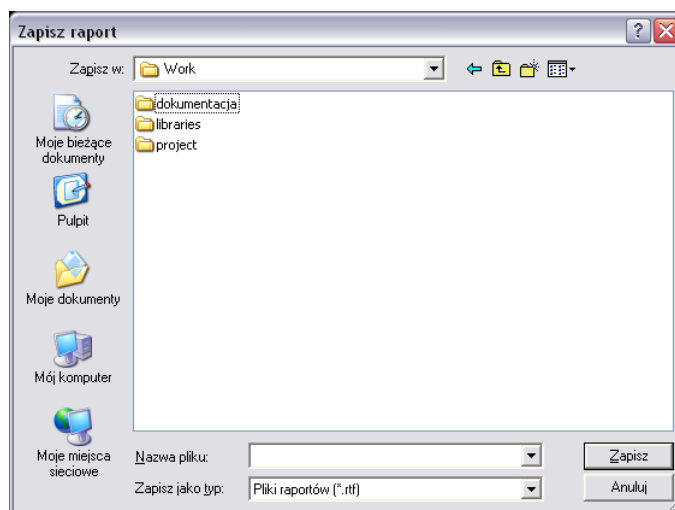 Zapisz raport
Zapisz w: Work
dokumentacja
libraries
project
Moje bieżące
dokumenty
Pulpit
Moje dokumenty
Mój komputer
Moje miejsca
sieciowe
Nazwa pliku:
Zapisz
Zapisz jako typ: Pliki raportów (*.rtf)
Anuluj